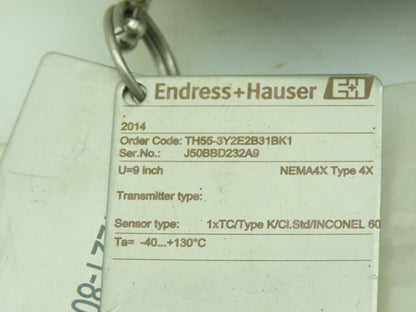 Endress+Hauser E+H
2014
Order Code: TH55-3Y2E2B31BK1
Ser.No.: J50BBD232A9
U=9 inch NEMA4X Type 4X
Transmitter type:
Sensor type: 1xTC/Type K/Cl.Std/INCONEL 60
Ta= -40...+130°C